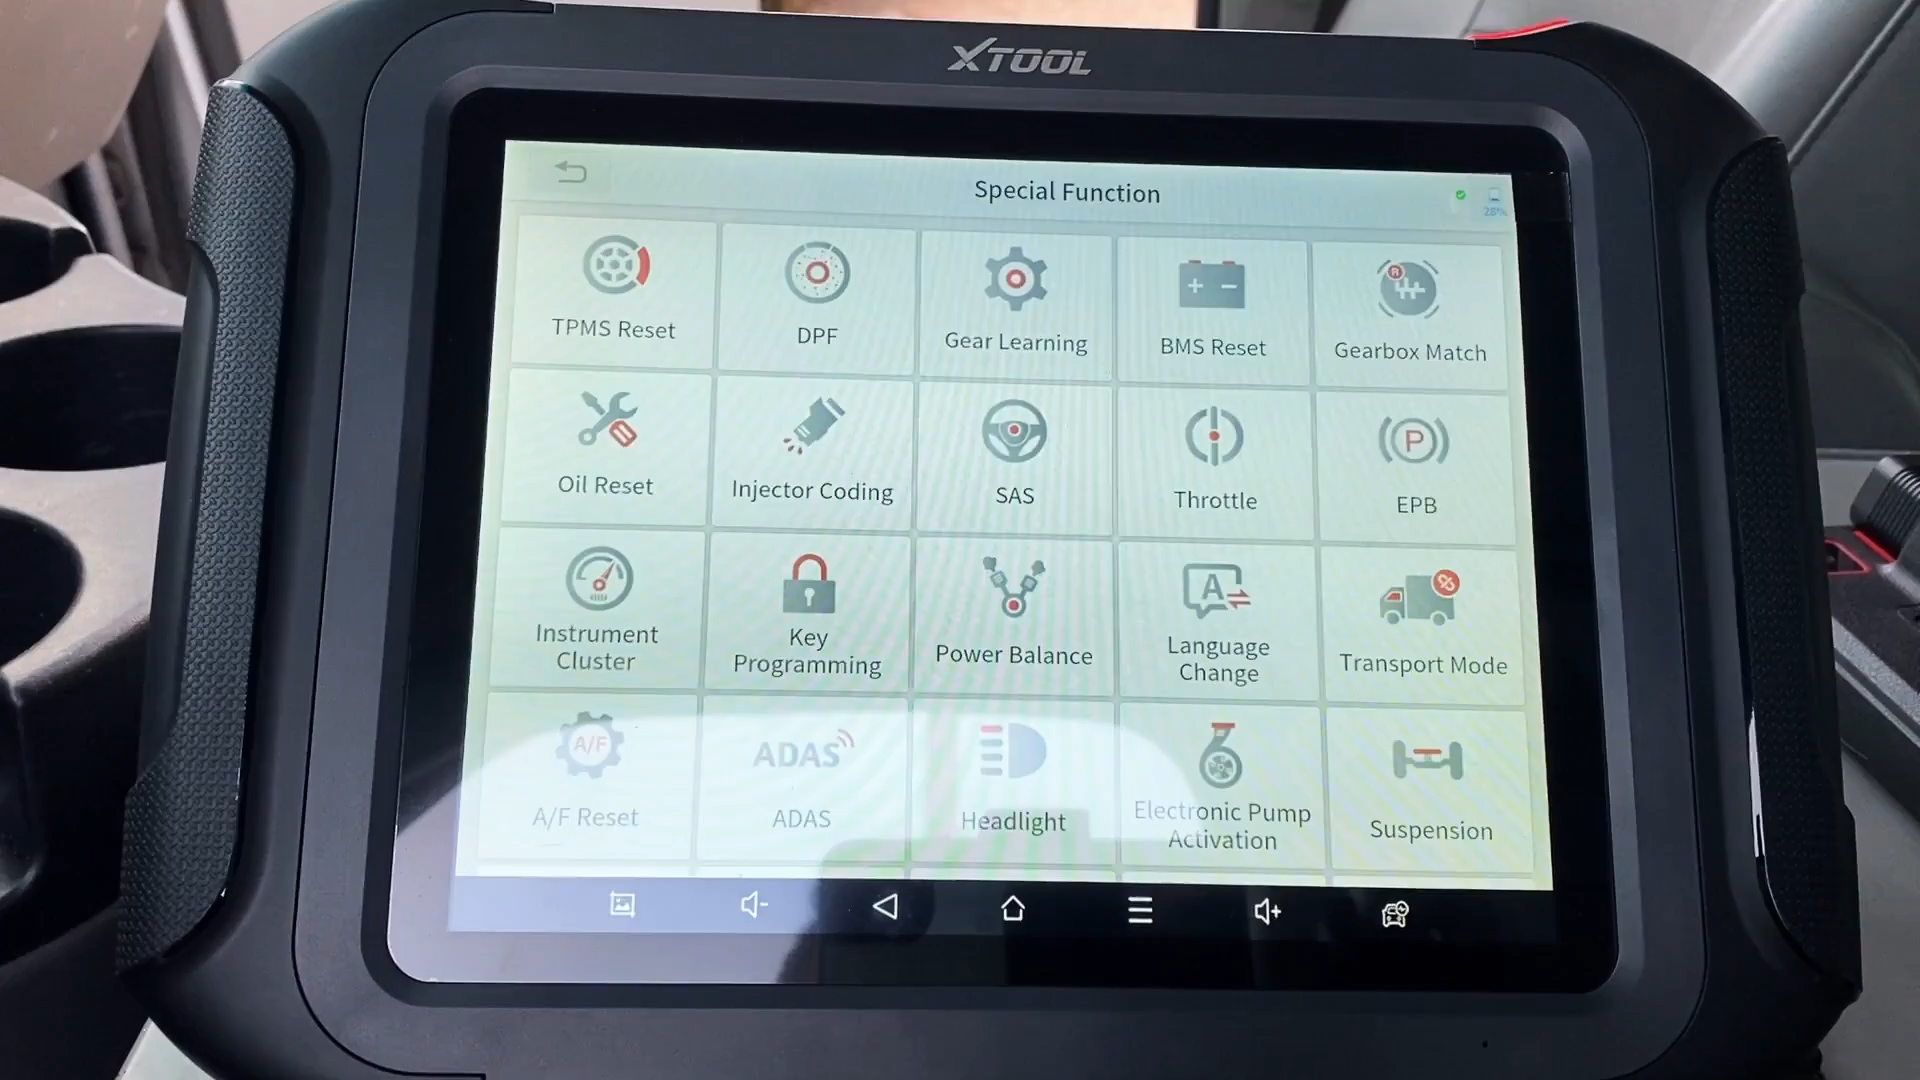 XTOOL
Special Function
28%
TPMS Reset
DPF
Gear Learning
BMS Reset
R
Gearbox Match
Oil Reset
Injector Coding
SAS
Throttle
P
EPB
Instrument
Cluster
Key
Programming
Power Balance
A
Language
Change
Transport Mode
A/F
A/F Reset
ADAS
ADAS
Headlight
Electronic Pump
Activation
Suspension